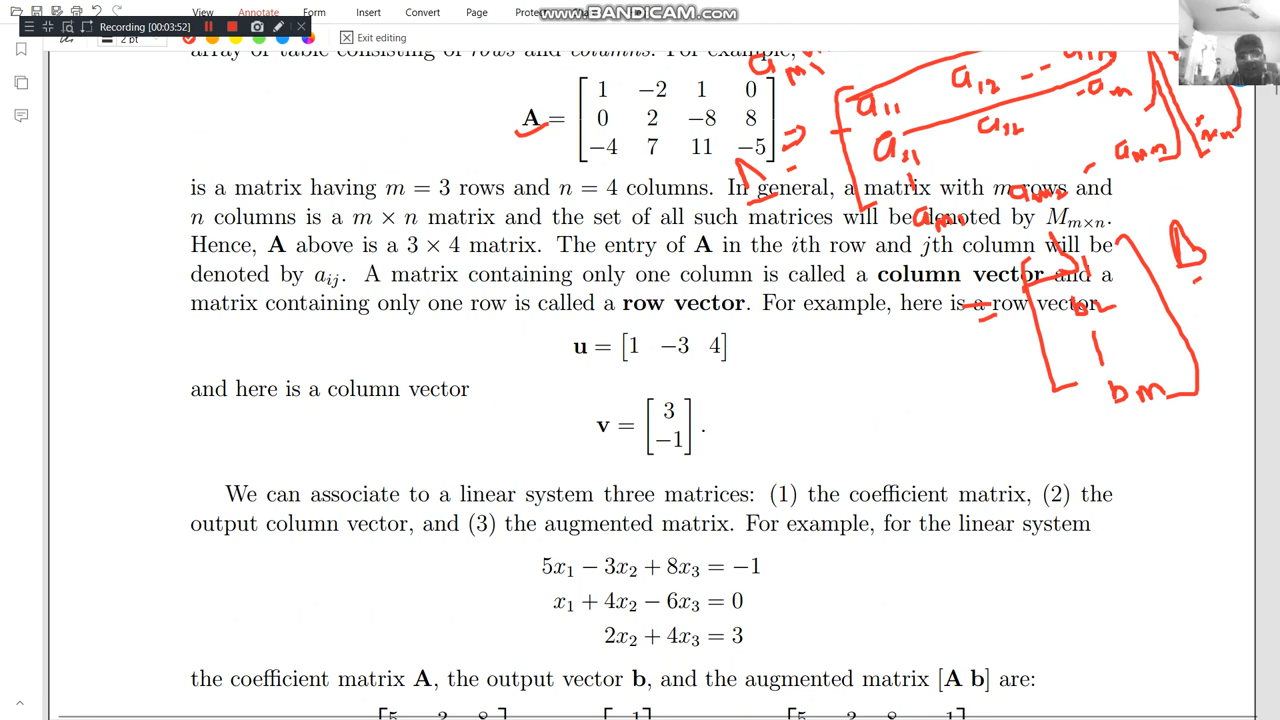 View Annotate Form Insert Convert Page
www.BANDICAM.com
Recording [00:03:52]
2 pt Exit editing
array of table consisting of rows and columns. For example,
A = [1 −2 1 0
0 2 −8 8
−4 7 11 −5]
a11 a12 - -
a11 a12 am
am1 am2 amn
A
is a matrix having m = 3 rows and n = 4 columns. In general, a matrix with m rows and
n columns is a m × n matrix and the set of all such matrices will be denoted by Mm×n.
Hence, A above is a 3 × 4 matrix. The entry of A in the ith row and jth column will be
denoted by aij. A matrix containing only one column is called a column vector and a
matrix containing only one row is called a row vector. For example, here is a row vector
= [b1
b2
bm] B
u = [1 −3 4]
and here is a column vector
v = [3
−1].
We can associate to a linear system three matrices: (1) the coefficient matrix, (2) the
output column vector, and (3) the augmented matrix. For example, for the linear system
5x1 − 3x2 + 8x3 = −1
x1 + 4x2 − 6x3 = 0
2x2 + 4x3 = 3
the coefficient matrix A, the output vector b, and the augmented matrix [A b] are: